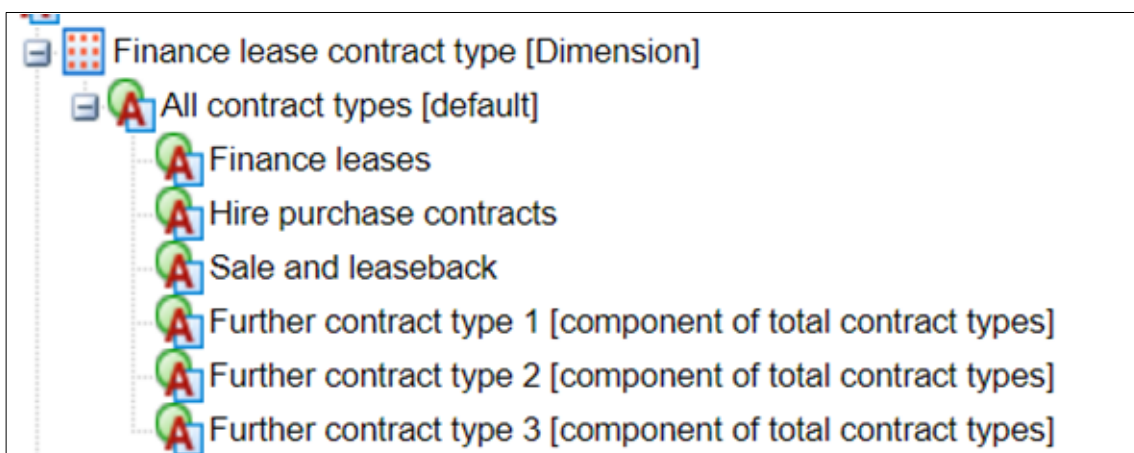 Finance lease contract type [Dimension]
All contract types [default]
Finance leases
Hire purchase contracts
Sale and leaseback
Further contract type 1 [component of total contract types]
Further contract type 2 [component of total contract types]
Further contract type 3 [component of total contract types]